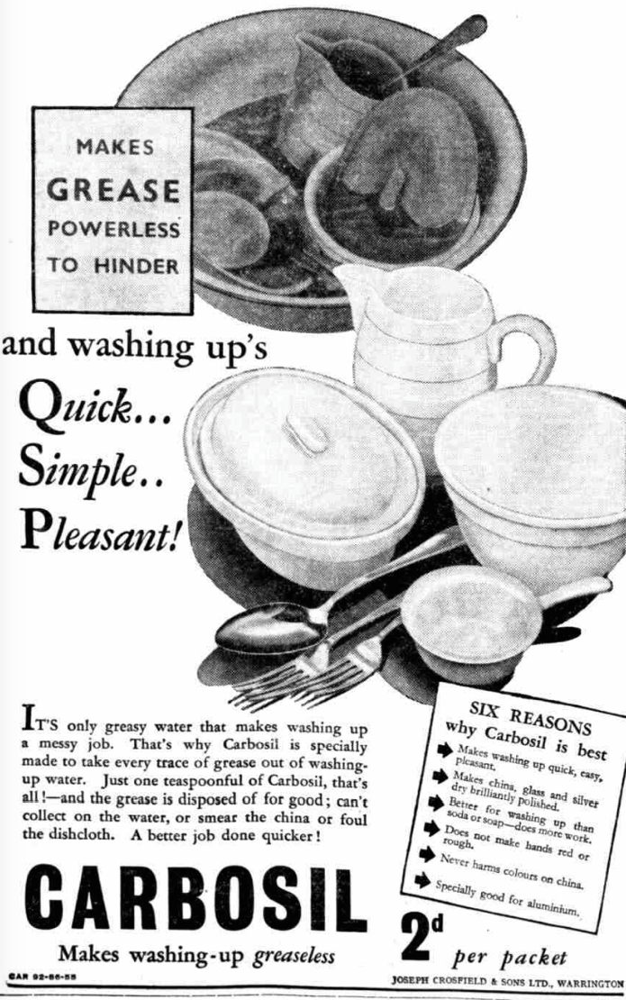 MAKES
GREASE
POWERLESS
TO HINDER
and washing up's
Quick...
Simple..
Pleasant!
IT'S only greasy water that makes washing up
a messy job. That's why Carbosil is specially
made to take every trace of grease out of washing-
up water. Just one teaspoonful of Carbosil, that's
all!—and the grease is disposed of for good; can't
collect on the water, or smear the china or foul
the dishcloth. A better job done quicker!
CARBOSIL
Makes washing-up greaseless
CAR 92-86-55
SIX REASONS
why Carbosil is best
Makes washing up quick, easy,
pleasant.
Makes china, glass and silver
dry brilliantly polished.
Better for washing up than
soda or soap—does more work.
Does not make hands red or
rough.
Never harms colours on china.
Specially good for aluminium.
2d per packet
JOSEPH CROSFIELD & SONS LTD., WARRINGTON